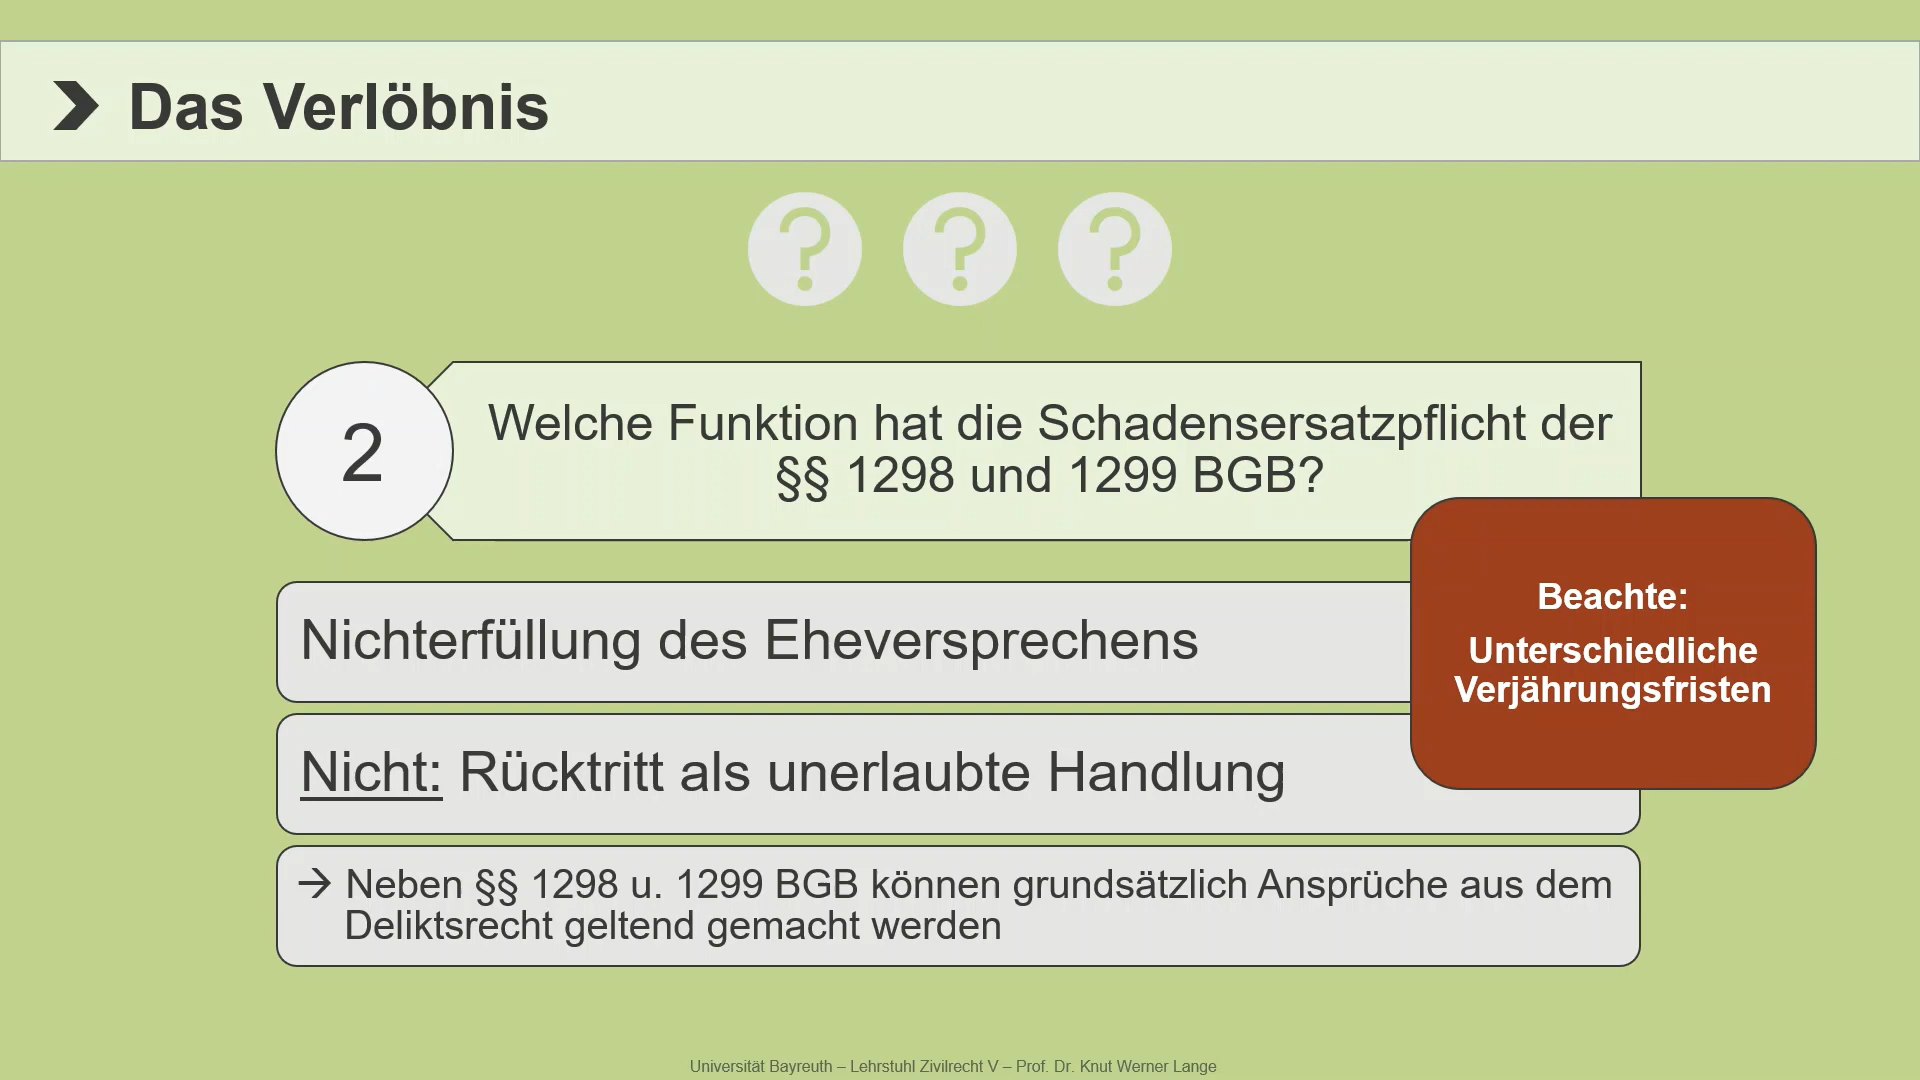 Das Verlöbnis
? ? ?
2
Welche Funktion hat die Schadensersatzpflicht der
§§ 1298 und 1299 BGB?
Nichterfüllung des Eheversprechens
Beachte:
Unterschiedliche
Verjährungsfristen
Nicht: Rücktritt als unerlaubte Handlung
→ Neben §§ 1298 u. 1299 BGB können grundsätzlich Ansprüche aus dem
Deliktsrecht geltend gemacht werden
Universität Bayreuth – Lehrstuhl Zivilrecht V – Prof. Dr. Knut Werner Lange